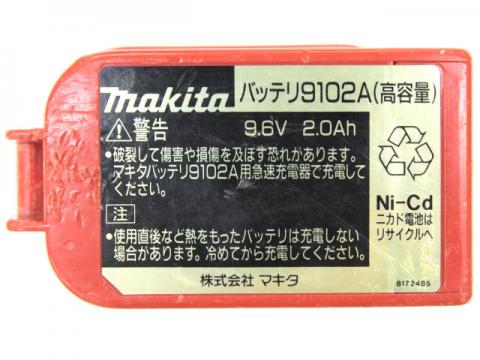 makita バッテリ9102A(高容量)
⚠警告 9.6V 2.0Ah
•破裂して傷害や損傷を及ぼす恐れがあります。
マキタバッテリ9102A用急速充電器で充電して
ください。
注
•使用直後など熱をもったバッテリは充電しない
場合があります。冷めてから充電してください。
株式会社 マキタ
Ni-Cd
ニカド電池は
リサイクルへ
817248S